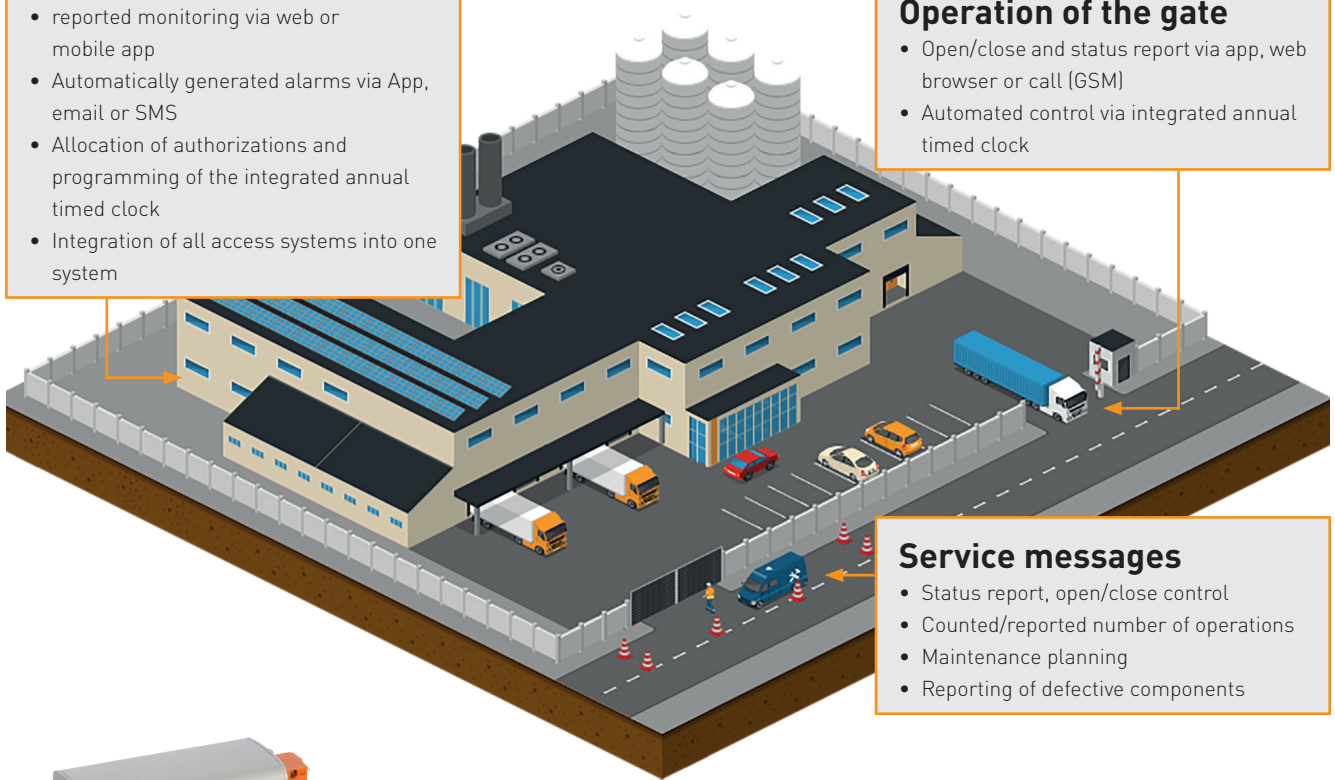 • reported monitoring via web or
mobile app
• Automatically generated alarms via App,
email or SMS
• Allocation of authorizations and
programming of the integrated annual
timed clock
• Integration of all access systems into one
system
Operation of the gate
• Open/close and status report via app, web
browser or call (GSM)
• Automated control via integrated annual
timed clock
Service messages
• Status report, open/close control
• Counted/reported number of operations
• Maintenance planning
• Reporting of defective components